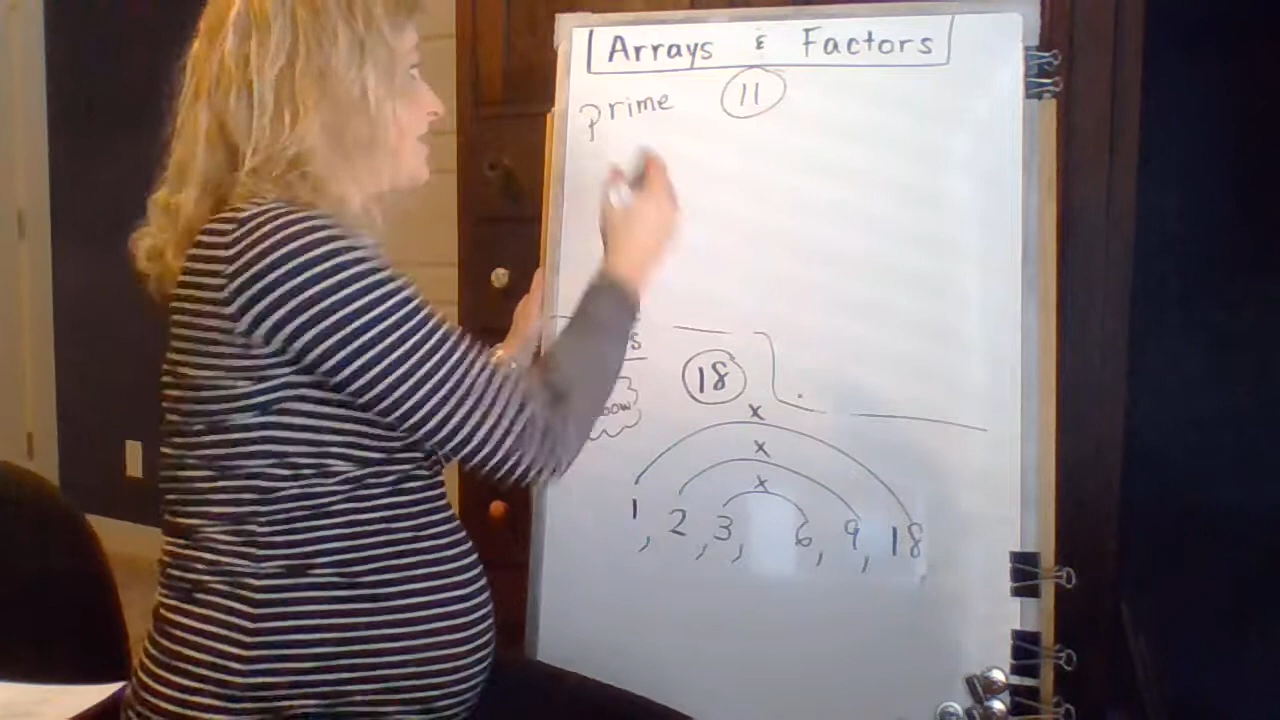 Arrays & Factors
prime 11
18
x
x
x
1, 2, 3, 6, 9, 18